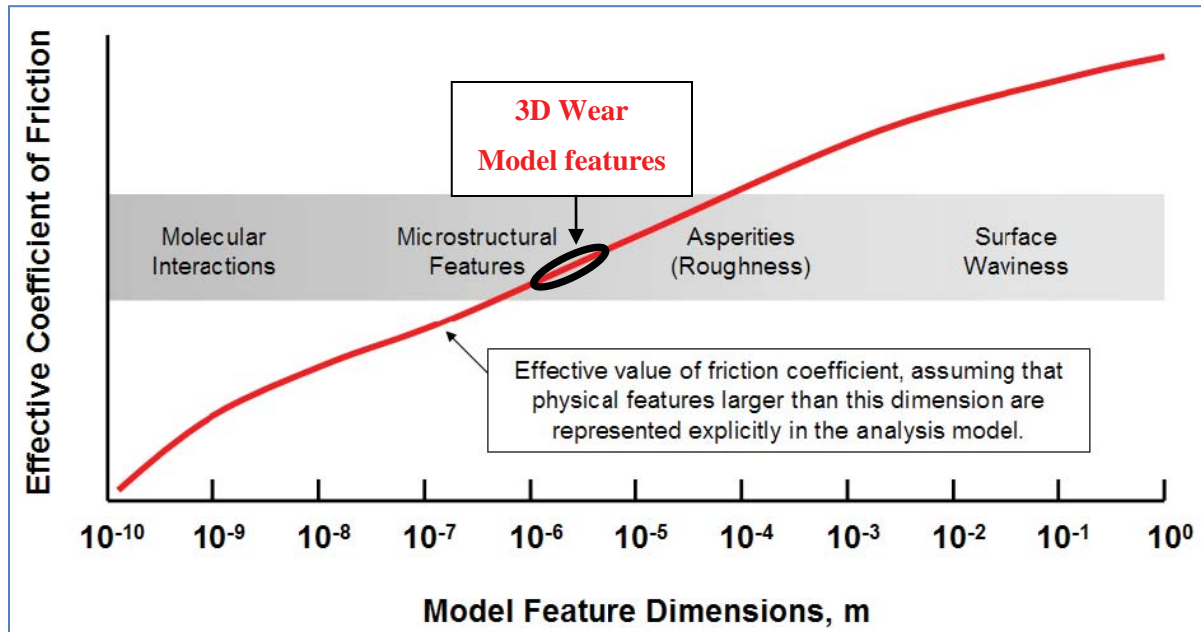 Effective Coefficient of Friction
3D Wear
Model features
Molecular
Interactions
Microstructural
Features
Asperities
(Roughness)
Surface
Waviness
Effective value of friction coefficient, assuming that
physical features larger than this dimension are
represented explicitly in the analysis model.
10⁻¹⁰ 10⁻⁹ 10⁻⁸ 10⁻⁷ 10⁻⁶ 10⁻⁵ 10⁻⁴ 10⁻³ 10⁻² 10⁻¹ 10⁰
Model Feature Dimensions, m